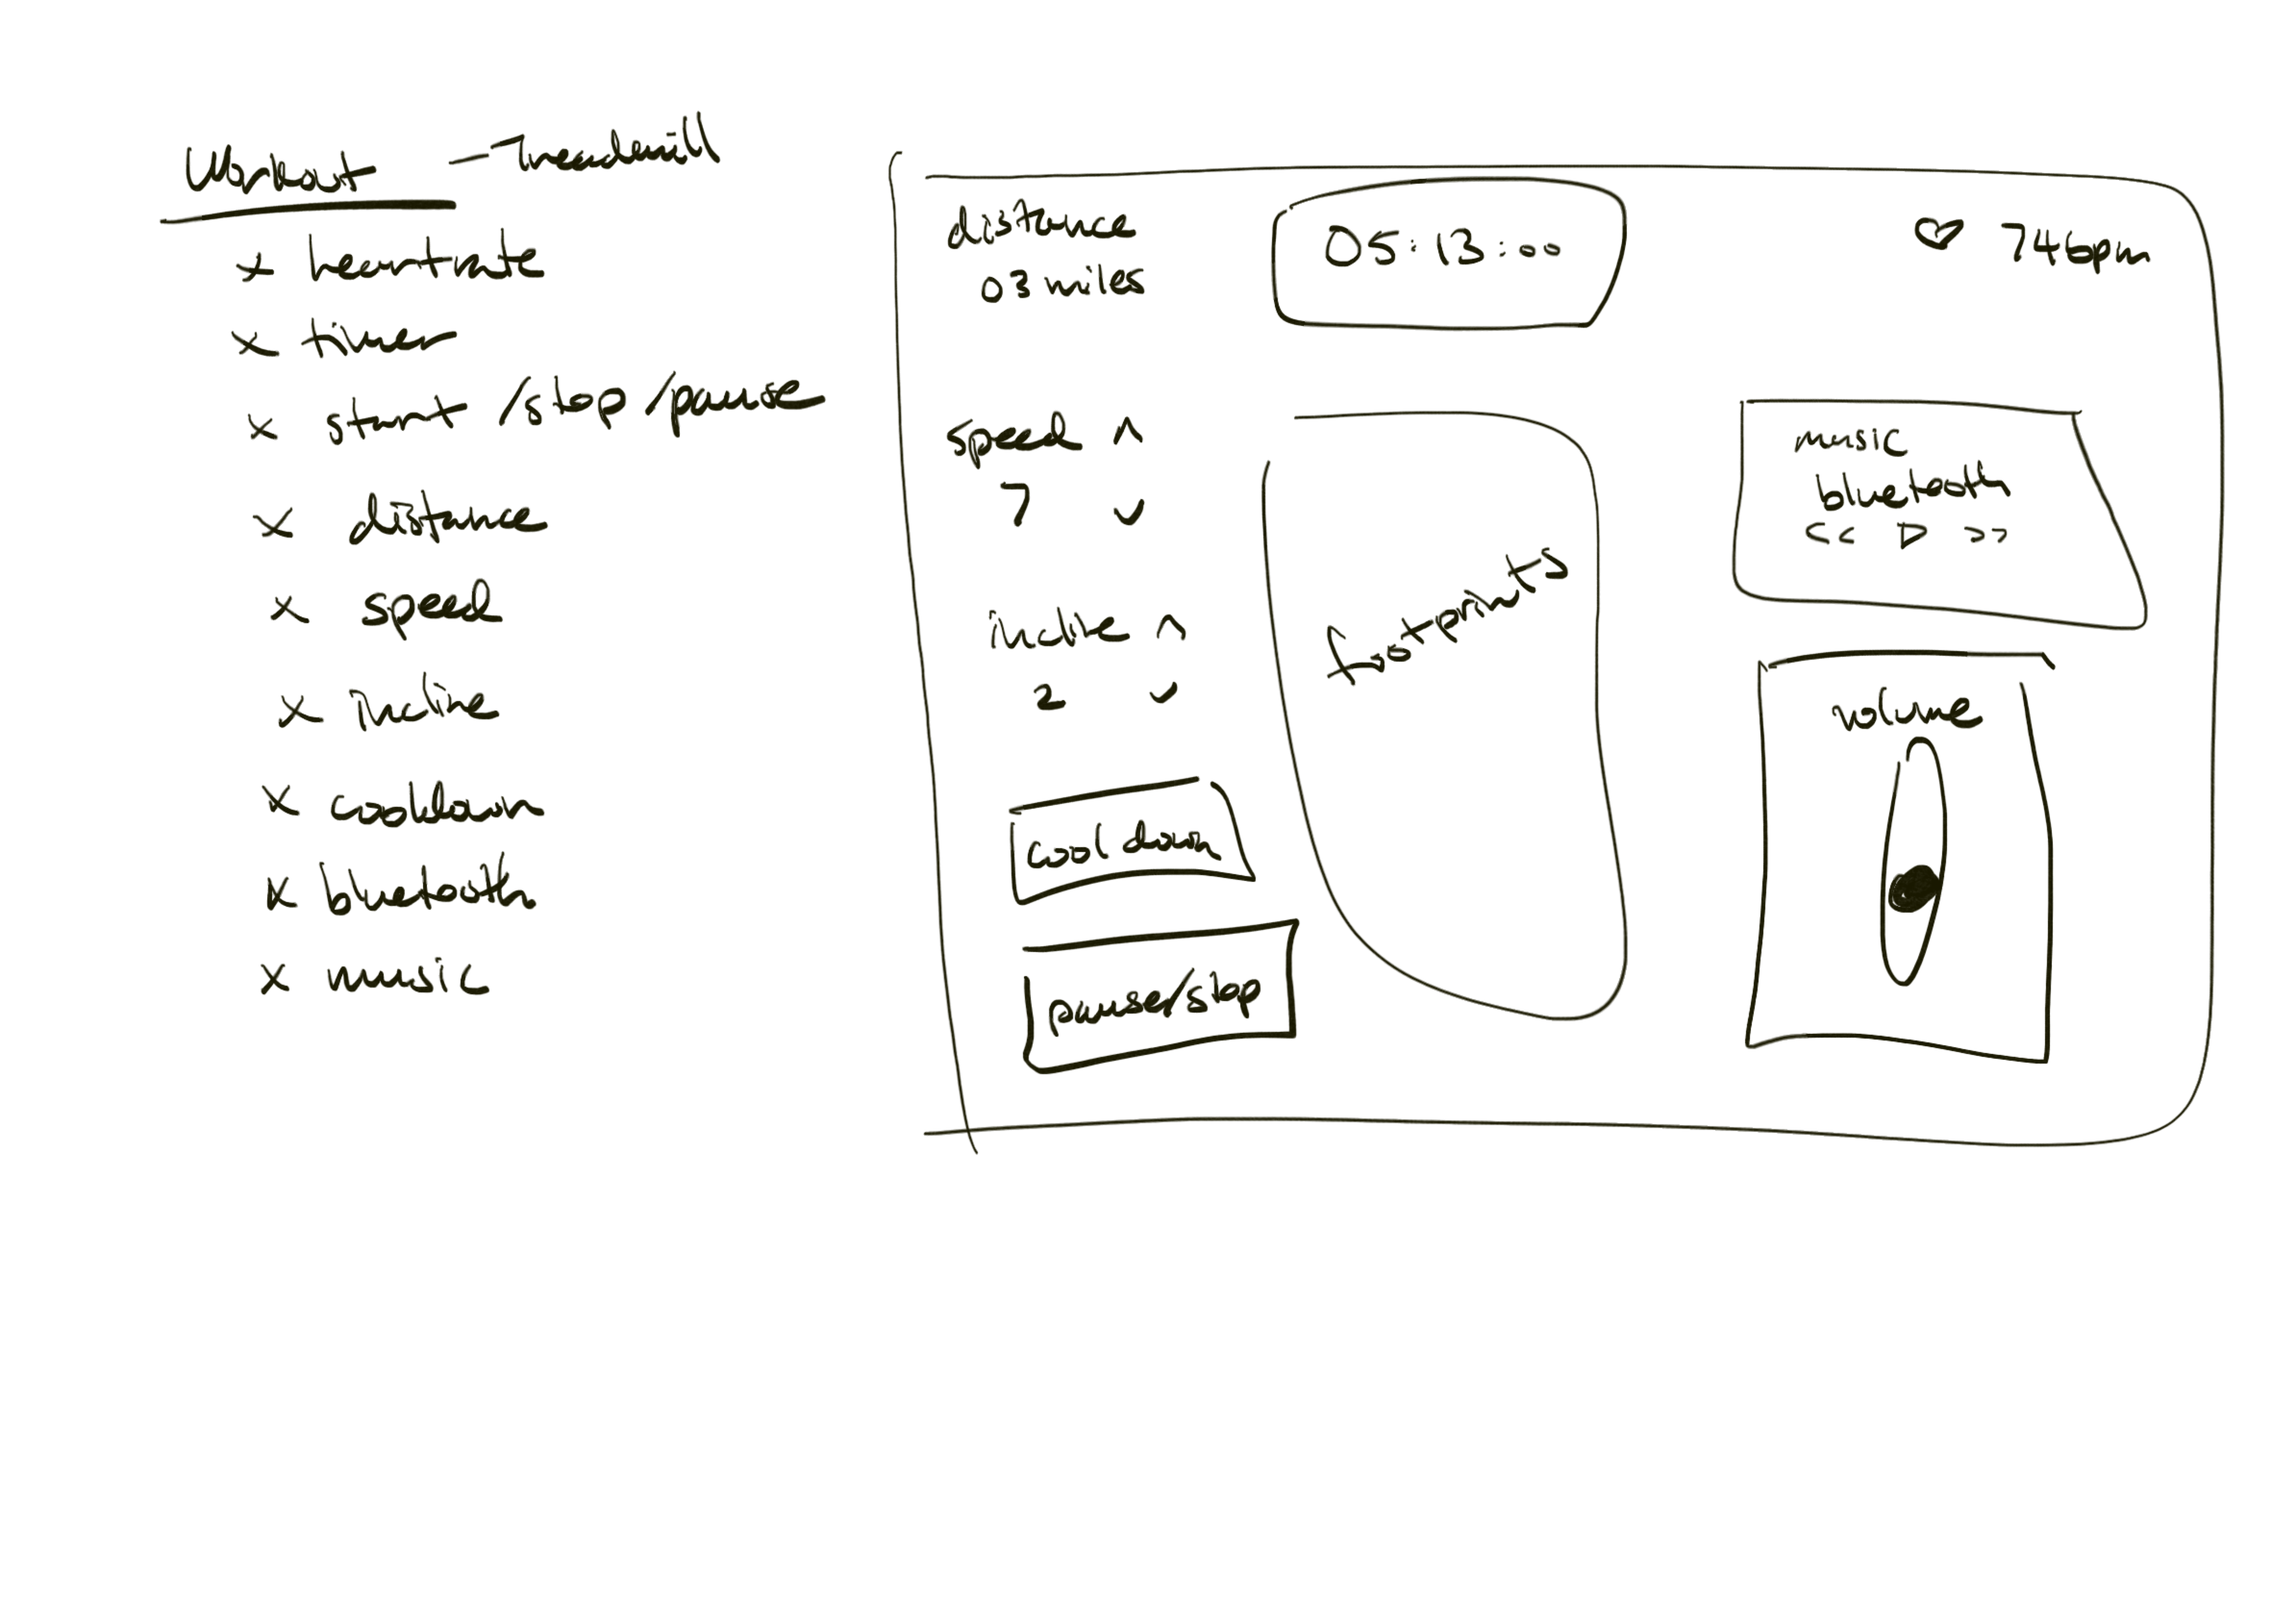 Workout - Treadmill
x heartrate
x timer
x start /stop /pause
x distance
x speed
x incline
x cooldown
x bluetooth
x music
distance
03 miles
05:13:00
♡ 74bpm
speed ^
7 v
incline ^
2 v
cool down
pause/stop
footprints
music
bluetooth
<< ▷ >>
volume